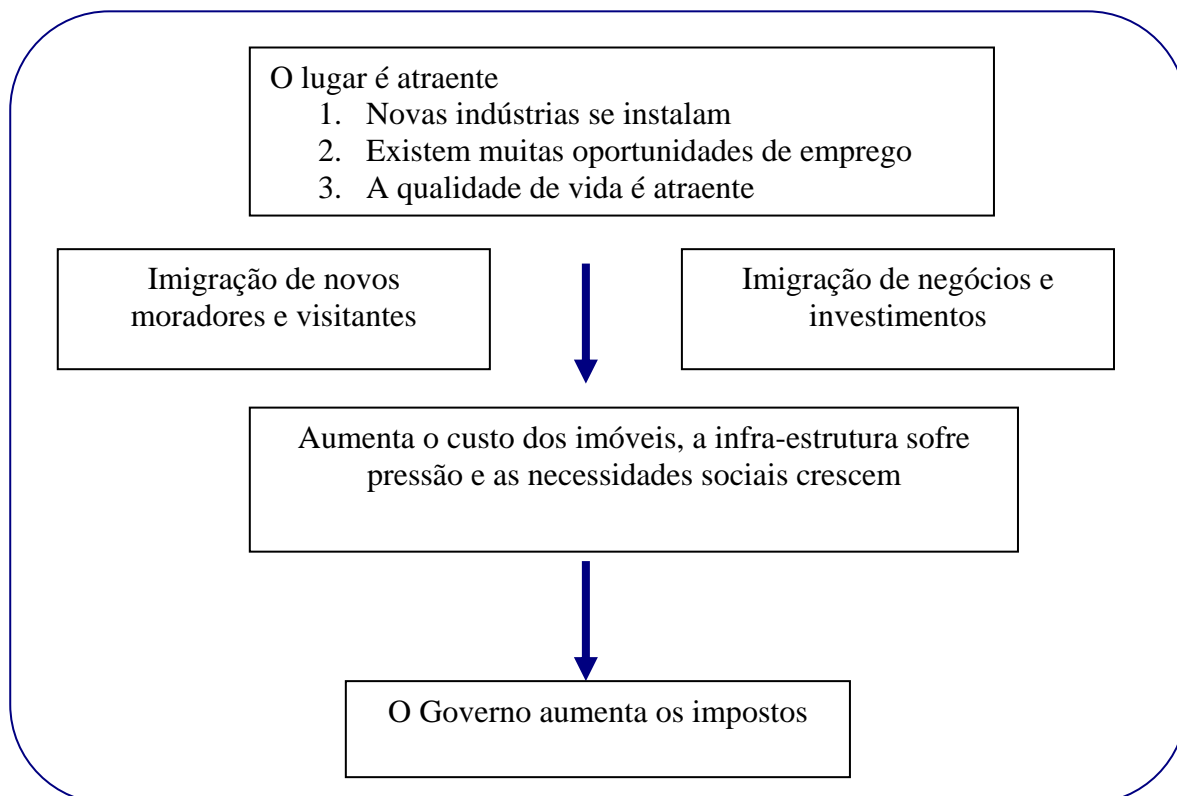 O lugar é atraente
1. Novas indústrias se instalam
2. Existem muitas oportunidades de emprego
3. A qualidade de vida é atraente
Imigração de novos
moradores e visitantes
Imigração de negócios e
investimentos
Aumenta o custo dos imóveis, a infra-estrutura sofre
pressão e as necessidades sociais crescem
O Governo aumenta os impostos